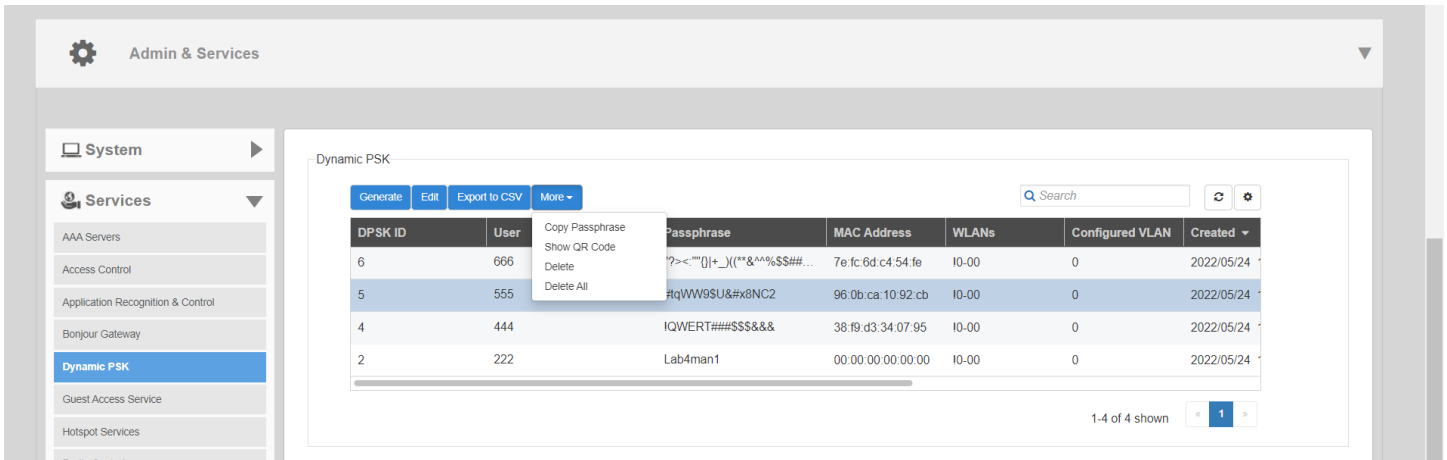 Admin & Services
System
Services
AAA Servers
Access Control
Application Recognition & Control
Bonjour Gateway
Dynamic PSK
Guest Access Service
Hotspot Services
Dynamic PSK
Generate Edit Export to CSV More
Search
Copy Passphrase
Show QR Code
Delete
Delete All
DPSK ID User Passphrase MAC Address WLANs Configured VLAN Created
6 666 ?><:""{}|+_)((**&^^%$$##... 7e:fc:6d:c4:54:fe !0-00 0 2022/05/24
5 555 #tqWW9$U&#x8NC2 96:0b:ca:10:92:cb !0-00 0 2022/05/24
4 444 !QWERT###$$$&&& 38:f9:d3:34:07:95 !0-00 0 2022/05/24
2 222 Lab4man1 00:00:00:00:00:00 !0-00 0 2022/05/24
1-4 of 4 shown « 1 »